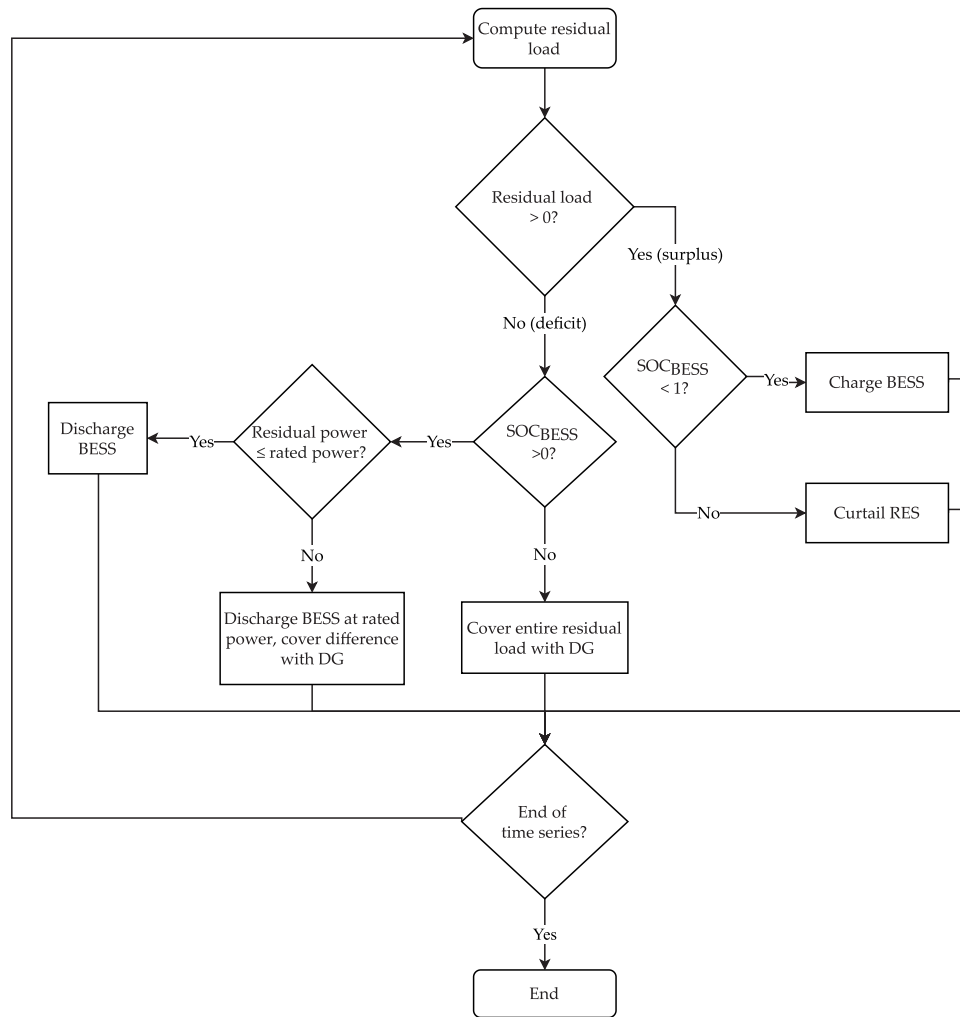 Compute residual
load
Residual load
> 0?
Yes (surplus)
No (deficit)
SOCBESS
< 1?
Yes
Charge BESS
No
Curtail RES
SOCBESS
>0?
Yes
Residual power
≤ rated power?
Yes
Discharge
BESS
No
No
Discharge BESS at rated
power, cover difference
with DG
Cover entire residual
load with DG
End of
time series?
Yes
End